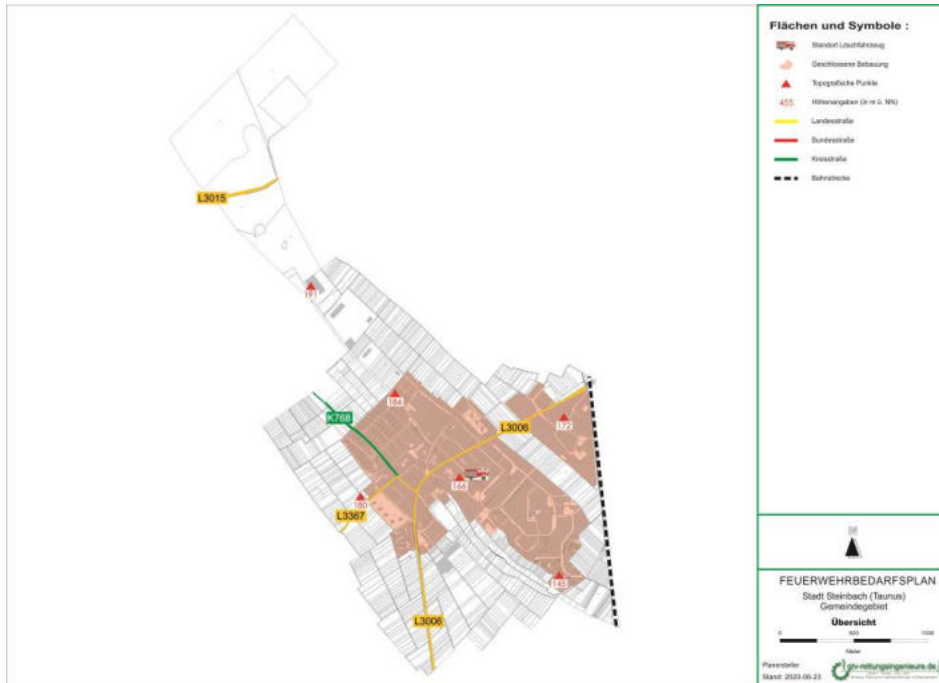 Flächen und Symbole :
Standort Löschfahrzeug
Geschlossene Bebauung
Topografische Punkte
455 Höhenangaben (in m ü. NN)
Landesstraße
Bundesstraße
Kreisstraße
Bahnstrecke
L3015
191
184
K768
172
L3006
166
180
L3367
145
L3006
N
FEUERWEHRBEDARFSPLAN
Stadt Steinbach (Taunus)
Gemeindegebiet
Übersicht
0 500 1000
Meter
Planersteller
Stand: 2020-06-23
glv-rettungsingenieure.de